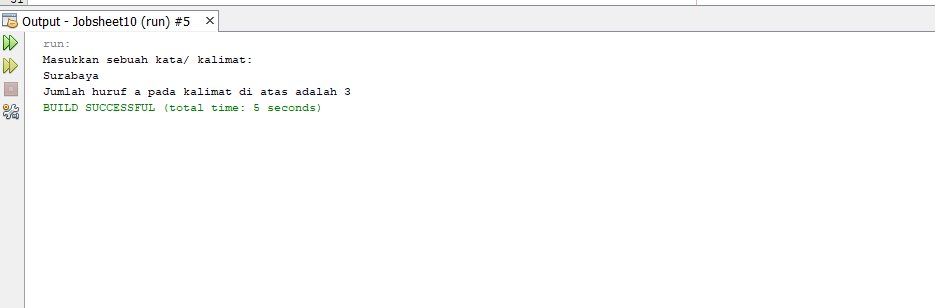 31
Output - Jobsheet10 (run) #5 ×
run:
Masukkan sebuah kata/ kalimat:
Surabaya
Jumlah huruf a pada kalimat di atas adalah 3
BUILD SUCCESSFUL (total time: 5 seconds)